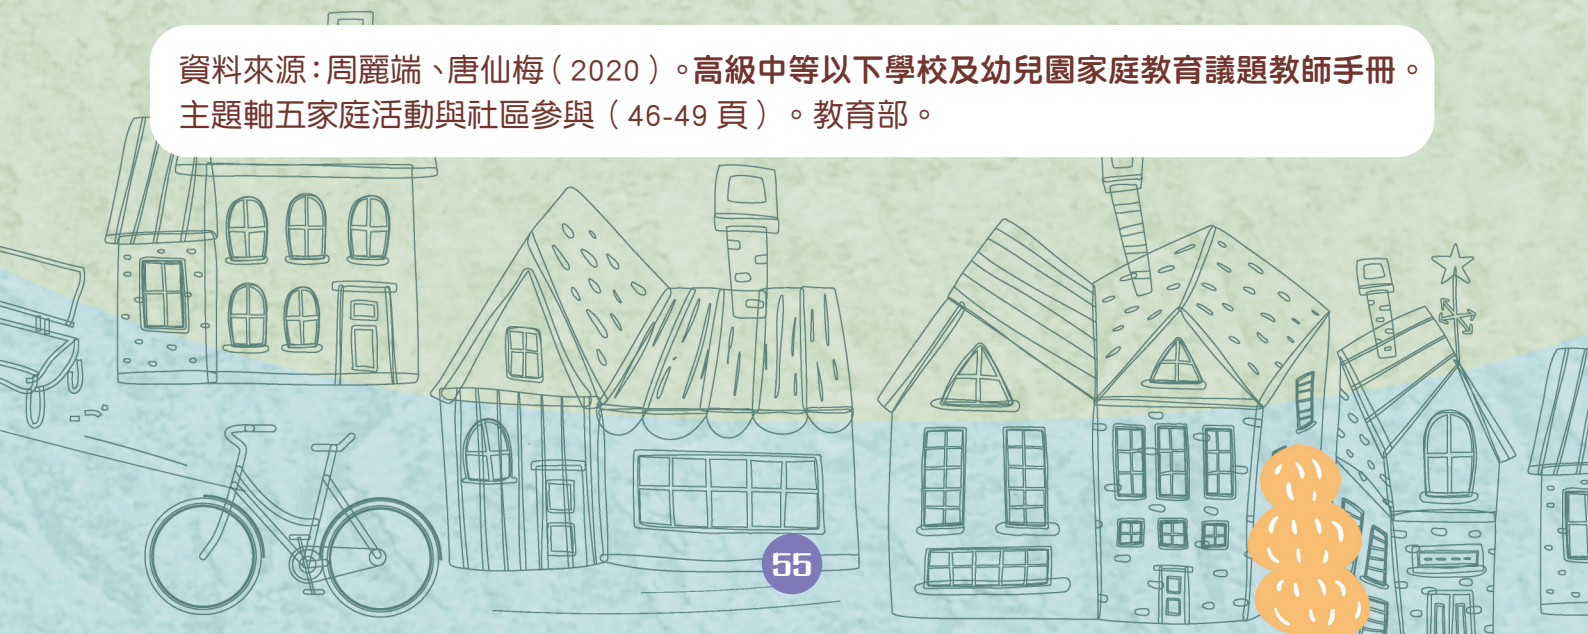 資料來源：周麗端、唐仙梅（2020）。高級中等以下學校及幼兒園家庭教育議題教師手冊。
主題軸五家庭活動與社區參與（46-49 頁）。教育部。
55